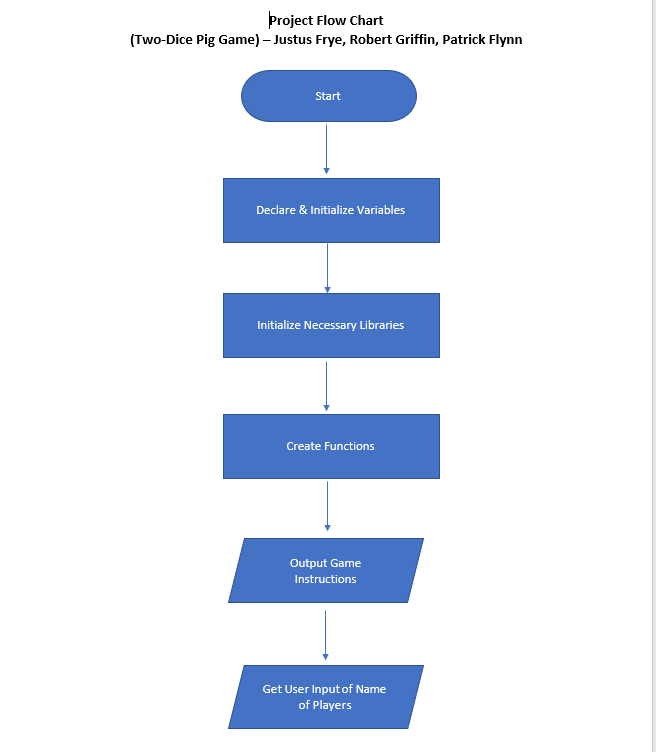 Project Flow Chart
(Two-Dice Pig Game) – Justus Frye, Robert Griffin, Patrick Flynn
Start
Declare & Initialize Variables
Initialize Necessary Libraries
Create Functions
Output Game
Instructions
Get User Input of Name
of Players